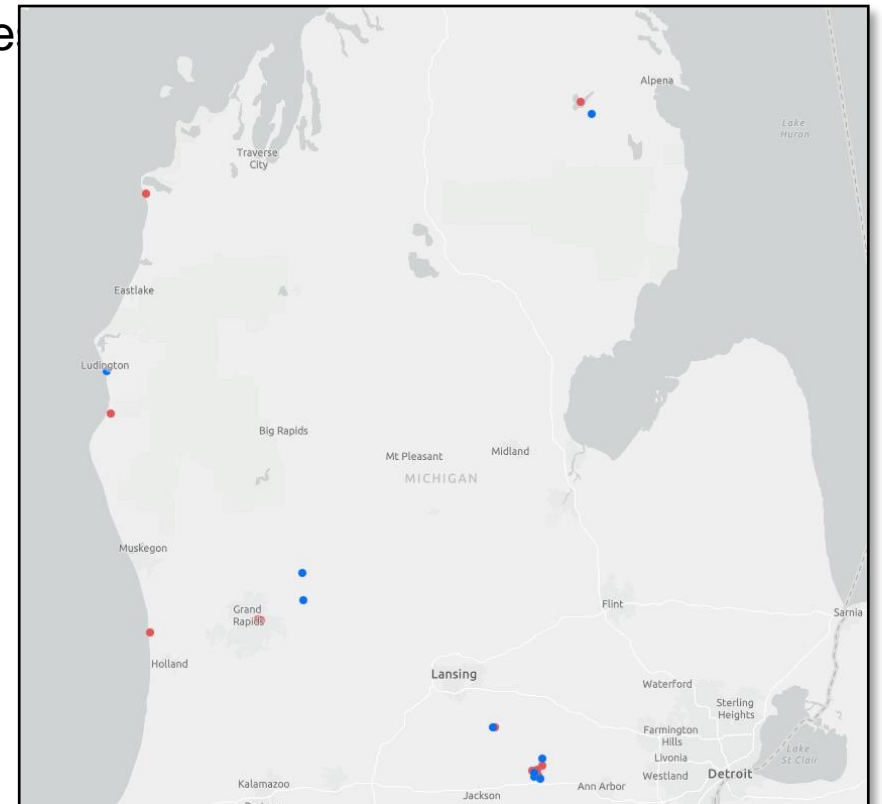 Alpena
Lake
Huron
Traverse
City
Eastlake
Ludington
Big Rapids
Mt Pleasant
Midland
MICHIGAN
Muskegon
Grand
Rapids
Flint
Sarnia
Holland
Lansing
Waterford
Sterling
Heights
Farmington
Hills
Lake
St Clair
Livonia
Westland
Detroit
Kalamazoo
Ann Arbor
Jackson